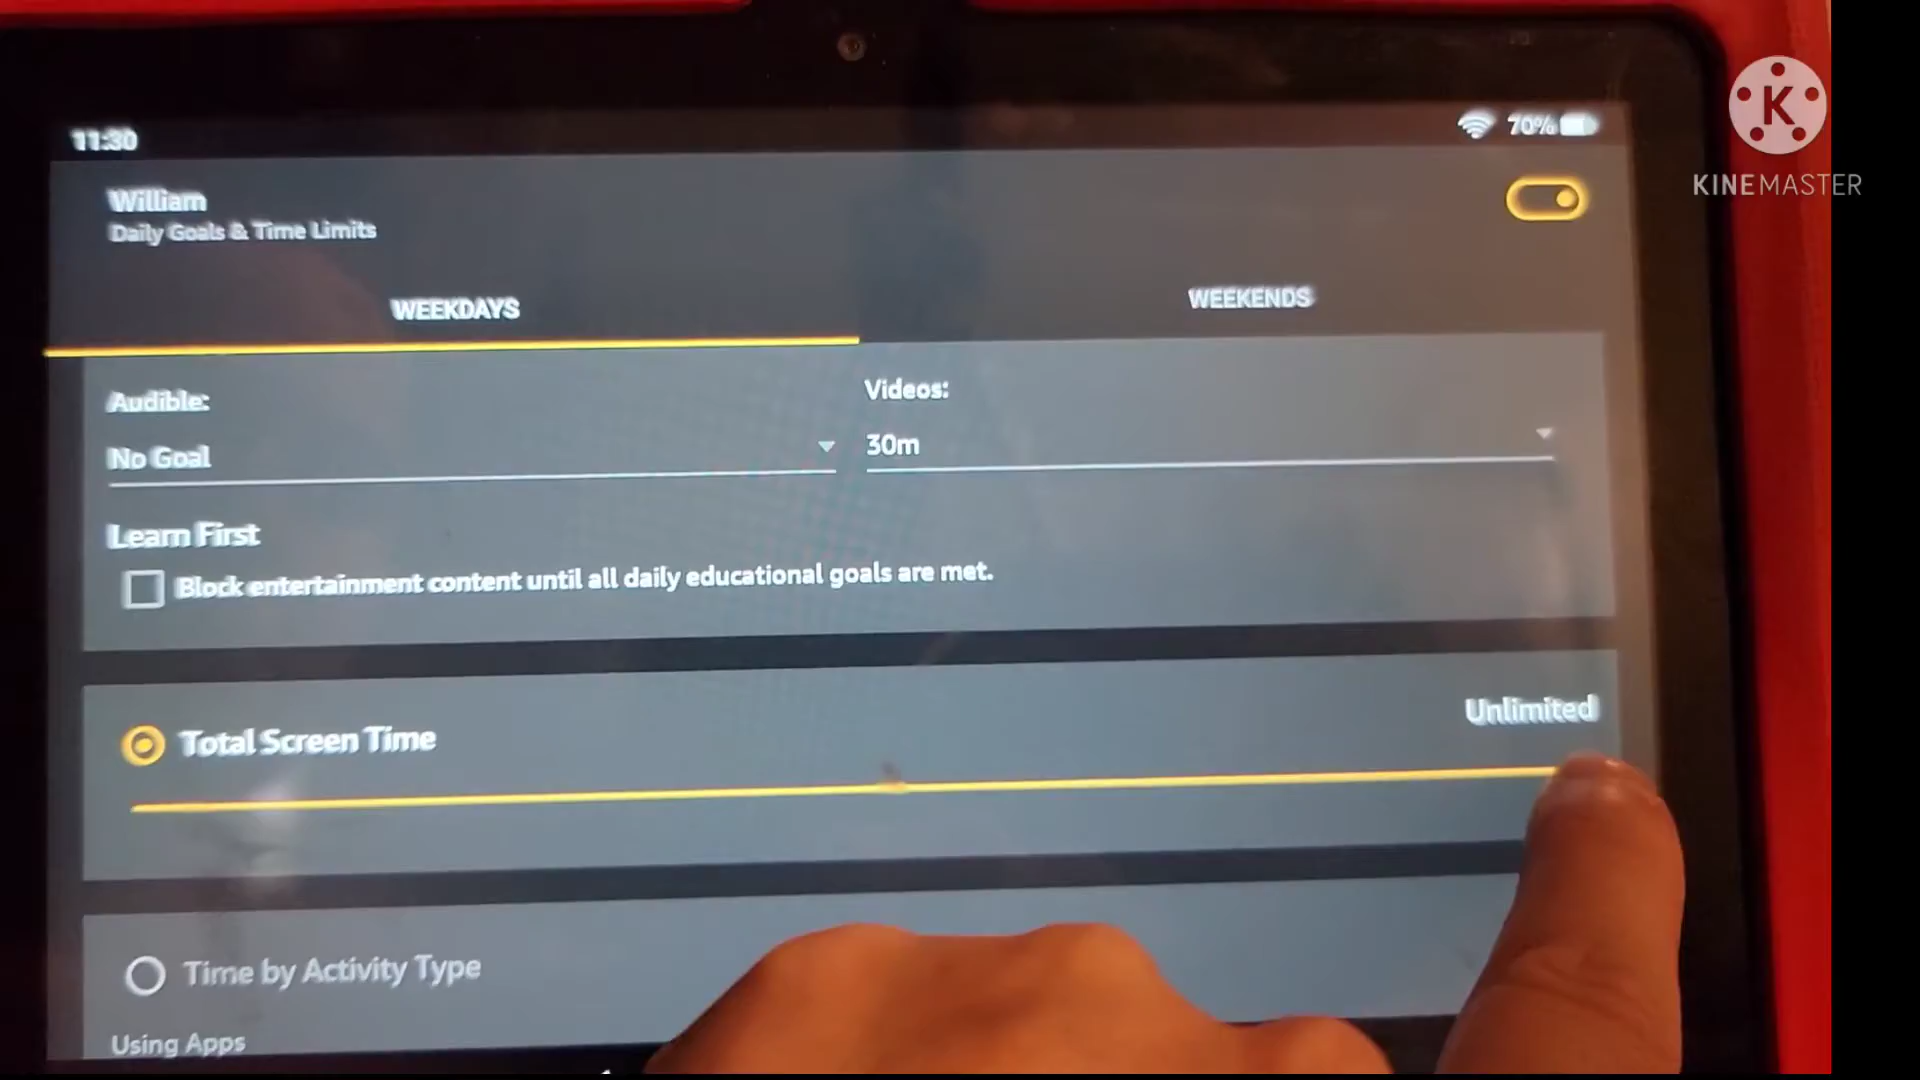 11:30
70%
K
KINEMASTER
William
Daily Goals & Time Limits
WEEKDAYS
WEEKENDS
Audible:
Videos:
No Goal
30m
Learn First
Block entertainment content until all daily educational goals are met.
Unlimited
Total Screen Time
Time by Activity Type
Using Apps